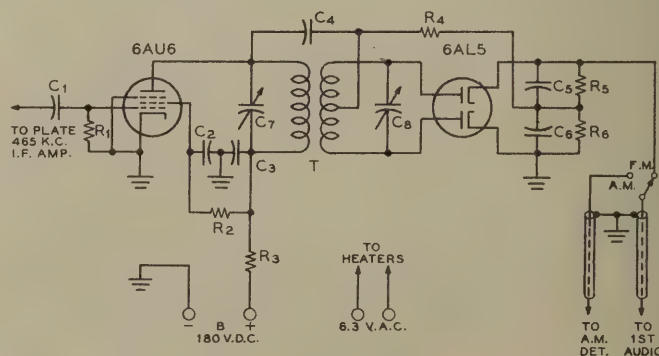 C4
R4
6AU6
6AL5
C1
R1
C7
C8
C5
R5
C6
R6
TO PLATE
465 K.C.
I.F. AMP.
C2
C3
T
R2
F.M.
A.M.
R3
TO
HEATERS
- B +
180 V.D.C.
6.3 V.A.C.
TO
A.M.
DET.
TO
1ST
AUDIO